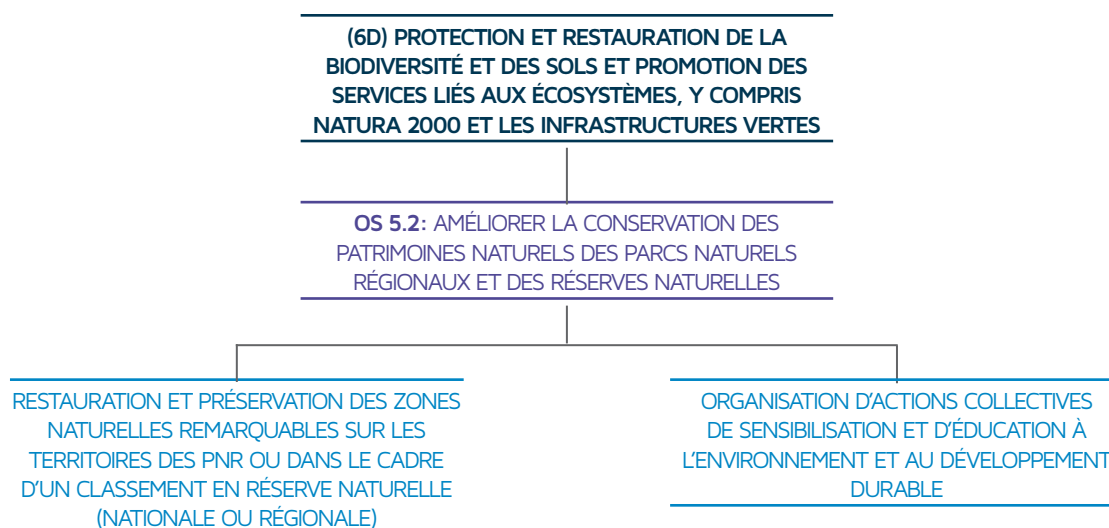 (6D) PROTECTION ET RESTAURATION DE LA
BIODIVERSITÉ ET DES SOLS ET PROMOTION DES
SERVICES LIÉS AUX ÉCOSYSTÈMES, Y COMPRIS
NATURA 2000 ET LES INFRASTRUCTURES VERTES
OS 5.2: AMÉLIORER LA CONSERVATION DES
PATRIMOINES NATURELS DES PARCS NATURELS
RÉGIONAUX ET DES RÉSERVES NATURELLES
RESTAURATION ET PRÉSERVATION DES ZONES
NATURELLES REMARQUABLES SUR LES
TERRITOIRES DES PNR OU DANS LE CADRE
D'UN CLASSEMENT EN RÉSERVE NATURELLE
(NATIONALE OU RÉGIONALE)
ORGANISATION D'ACTIONS COLLECTIVES
DE SENSIBILISATION ET D'ÉDUCATION À
L'ENVIRONNEMENT ET AU DÉVELOPPEMENT
DURABLE